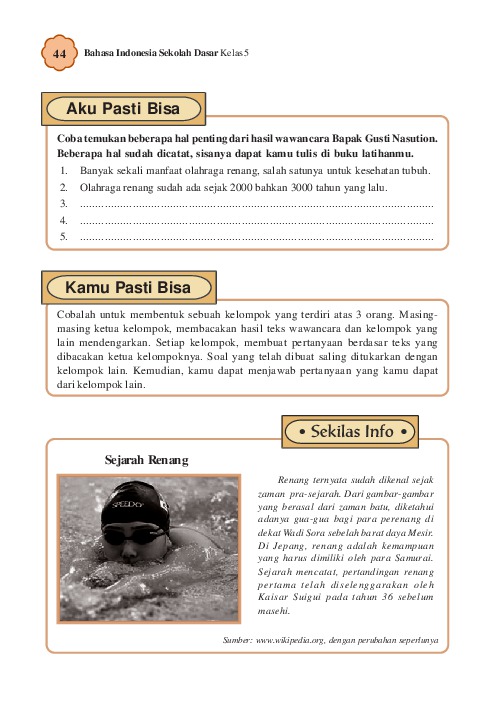 44 Bahasa Indonesia Sekolah Dasar Kelas 5
Aku Pasti Bisa
Coba temukan beberapa hal penting dari hasil wawancara Bapak Gusti Nasution.
Beberapa hal sudah dicatat, sisanya dapat kamu tulis di buku latihanmu.
1. Banyak sekali manfaat olahraga renang, salah satunya untuk kesehatan tubuh.
2. Olahraga renang sudah ada sejak 2000 bahkan 3000 tahun yang lalu.
3. ........................................................................................................................
4. ........................................................................................................................
5. ........................................................................................................................
Kamu Pasti Bisa
Cobalah untuk membentuk sebuah kelompok yang terdiri atas 3 orang. Masing-
masing ketua kelompok, membacakan hasil teks wawancara dan kelompok yang
lain mendengarkan. Setiap kelompok, membuat pertanyaan berdasar teks yang
dibacakan ketua kelompoknya. Soal yang telah dibuat saling ditukarkan dengan
kelompok lain. Kemudian, kamu dapat menjawab pertanyaan yang kamu dapat
dari kelompok lain.
• Sekilas Info •
Sejarah Renang
SPEEDO
Renang ternyata sudah dikenal sejak
zaman pra-sejarah. Dari gambar-gambar
yang berasal dari zaman batu, diketahui
adanya gua-gua bagi para perenang di
dekat Wadi Sora sebelah barat daya Mesir.
Di Jepang, renang adalah kemampuan
yang harus dimiliki oleh para Samurai.
Sejarah mencatat, pertandingan renang
pertama telah diselenggarakan oleh
Kaisar Suigui pada tahun 36 sebelum
masehi.
Sumber: www.wikipedia.org, dengan perubahan seperlunya